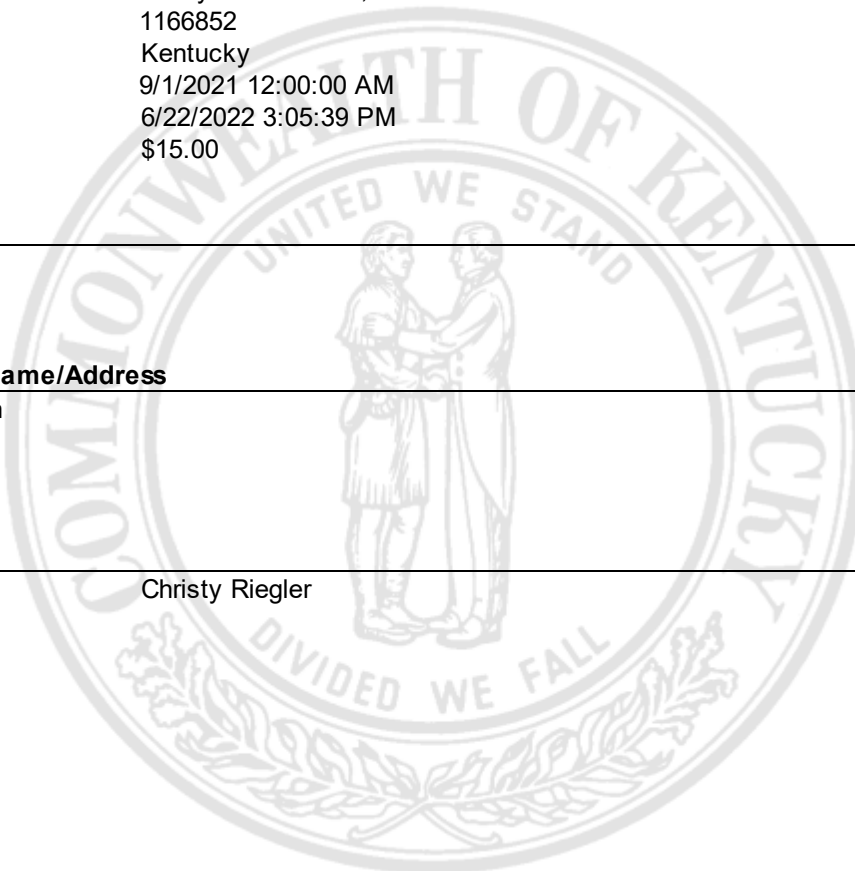 1166852
Kentucky
9/1/2021 12:00:00 AM
6/22/2022 3:05:39 PM
$15.00
COMMONWEALTH OF KENTUCKY
UNITED WE STAND
ame/Address
Christy Riegler
DIVIDED WE FALL